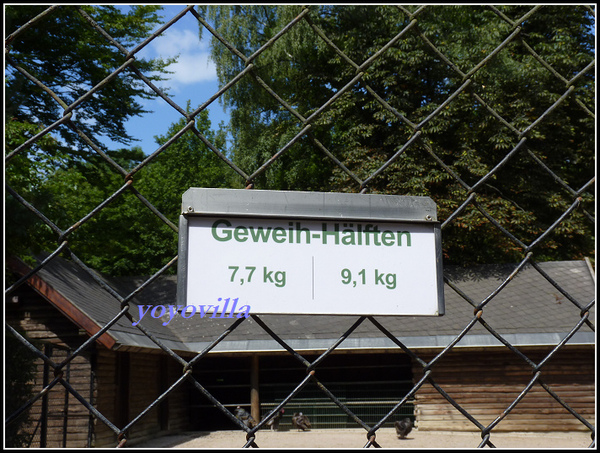 Geweih-Hälften
7,7 kg 9,1 kg
yoyovilla